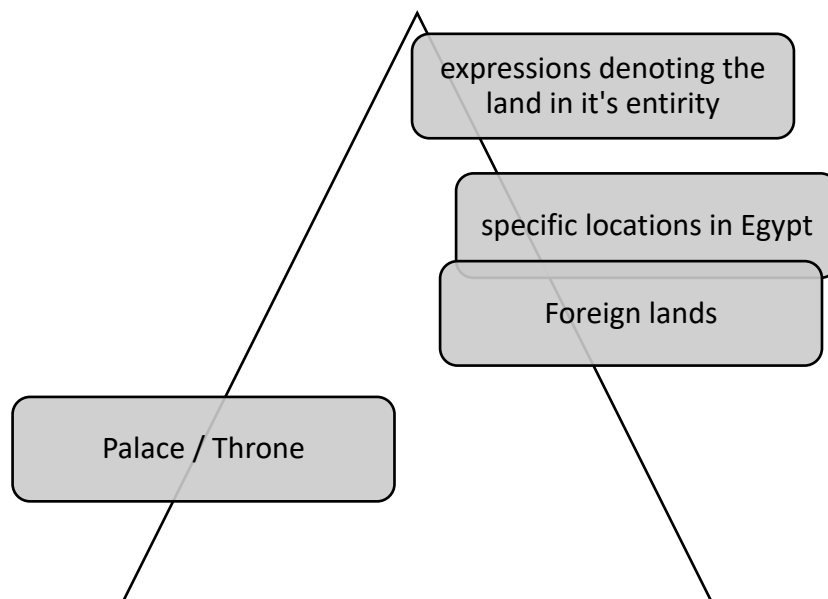 expressions denoting the
land in it's entirity
specific locations in Egypt
Foreign lands
Palace / Throne